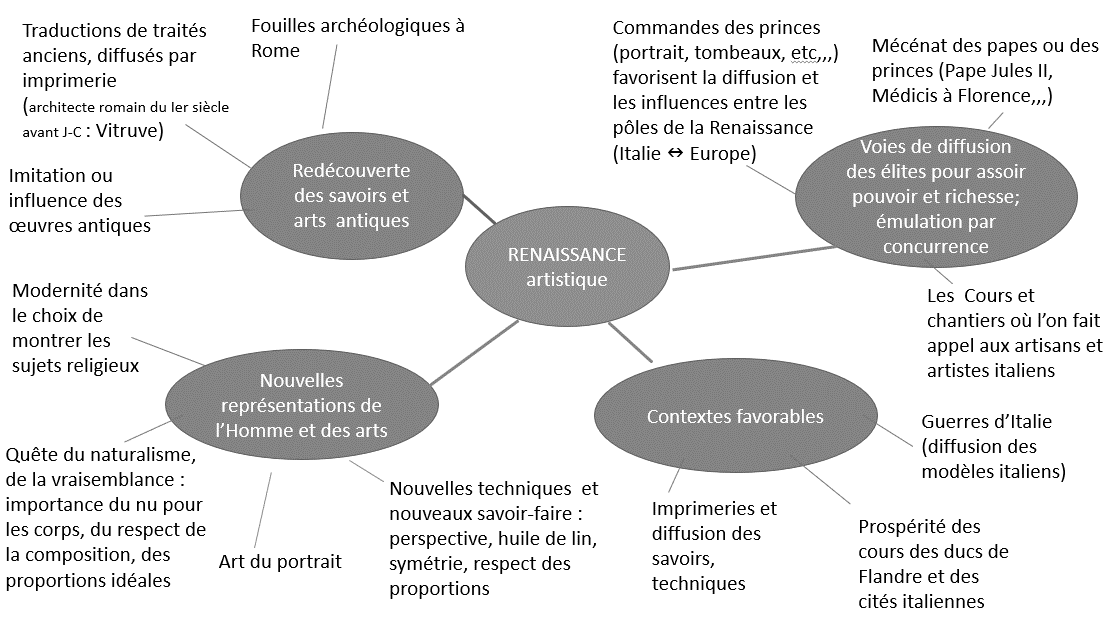 Traductions de traités
anciens, diffusés par
imprimerie
(architecte romain du Ier siècle
avant J-C : Vitruve)
Fouilles archéologiques à
Rome
Imitation ou
influence des
œuvres antiques
Redécouverte
des savoirs et
arts antiques
Commandes des princes
(portrait, tombeaux, etc,,,)
favorisent la diffusion et
les influences entre les
pôles de la Renaissance
(Italie ↔ Europe)
Mécénat des papes ou des
princes (Pape Jules II,
Médicis à Florence,,,)
Voies de diffusion
des élites pour assoir
pouvoir et richesse;
émulation par
concurrence
Les Cours et
chantiers où l’on fait
appel aux artisans et
artistes italiens
RENAISSANCE
artistique
Modernité dans
le choix de
montrer les
sujets religieux
Nouvelles
représentations de
l’Homme et des arts
Quête du naturalisme,
de la vraisemblance :
importance du nu pour
les corps, du respect de
la composition, des
proportions idéales
Art du portrait
Nouvelles techniques et
nouveaux savoir-faire :
perspective, huile de lin,
symétrie, respect des
proportions
Contextes favorables
Imprimeries et
diffusion des
savoirs,
techniques
Guerres d’Italie
(diffusion des
modèles italiens)
Prospérité des
cours des ducs de
Flandre et des
cités italiennes